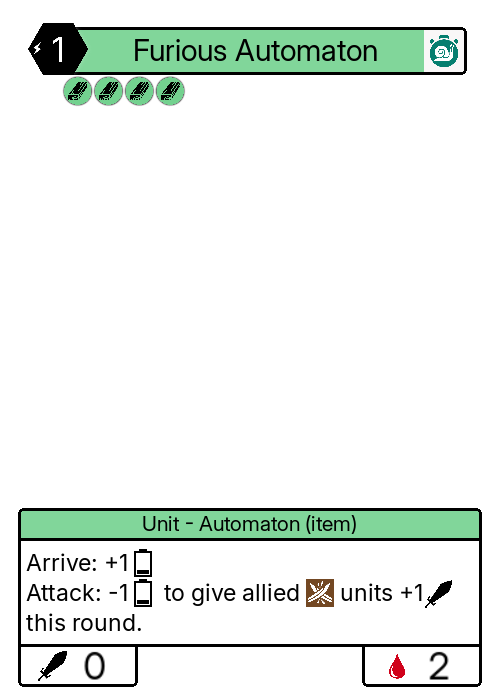 1
Furious Automaton
Unit - Automaton (item)
Arrive: +1
Attack: -1 to give allied units +1
this round.
0
2